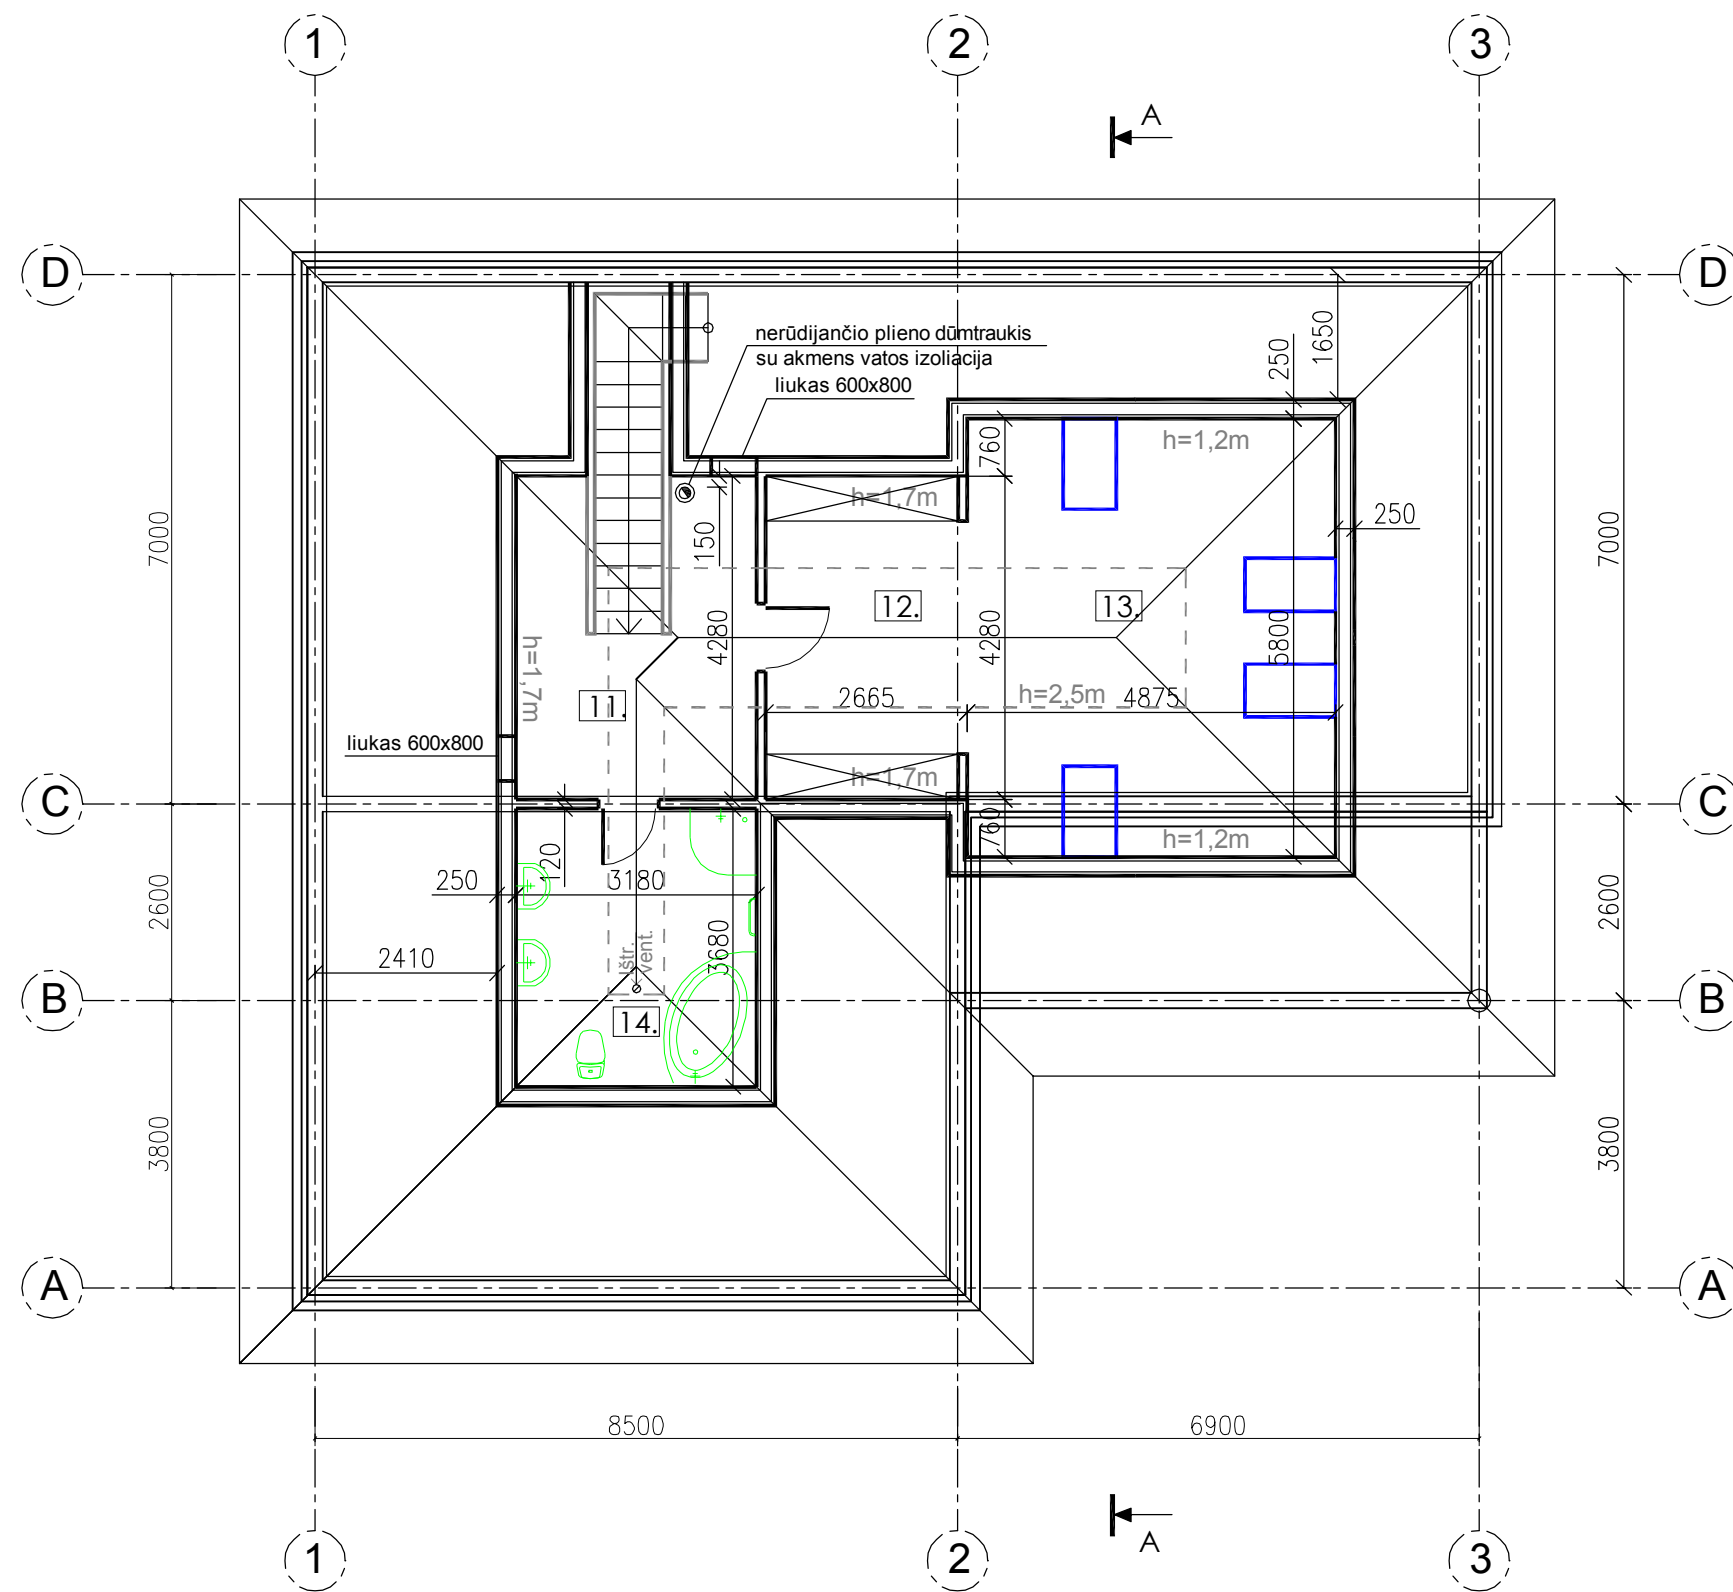 1
2
3
A
D
D
nerūdijančio plieno dūmtraukis
su akmens vatos izoliacija
liukas 600x800
250
1650
760
h=1,2m
h=1,7m
250
7000
150
7000
12.
13.
4280
4280
5800
h=1,7m
11.
2665
h=2,5m
4875
liukas 600x800
h=1,7m
C
C
760
h=1,2m
120
250
3180
2600
2600
2410
Ištr.
vent.
3680
B
B
14.
3800
3800
A
A
8500
6900
A
1
2
3